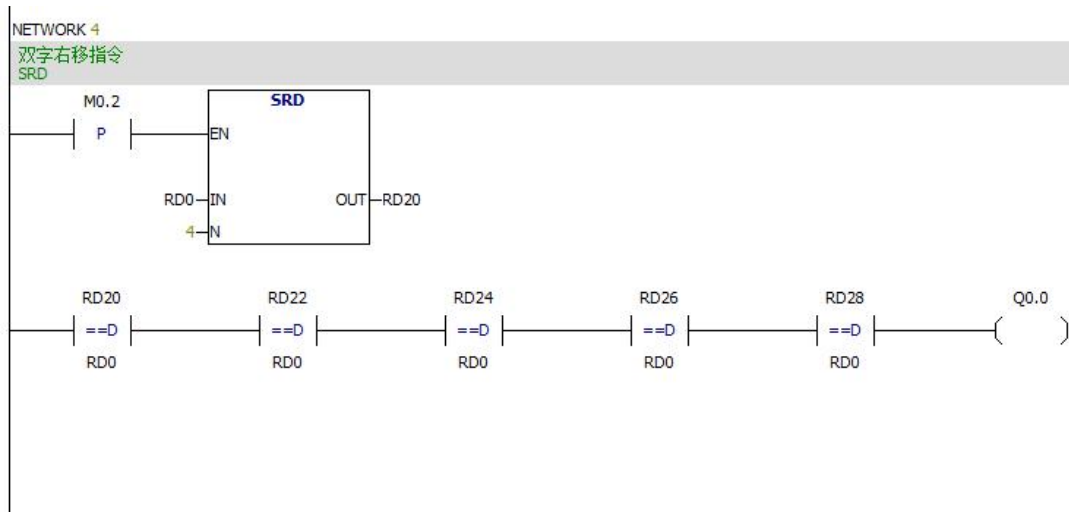 NETWORK 4
双字右移指令
SRD
M0.2
P
SRD
EN
RD0 IN OUT RD20
4 N
RD20 RD22 RD24 RD26 RD28 Q0.0
==D ==D ==D ==D ==D
RD0 RD0 RD0 RD0 RD0